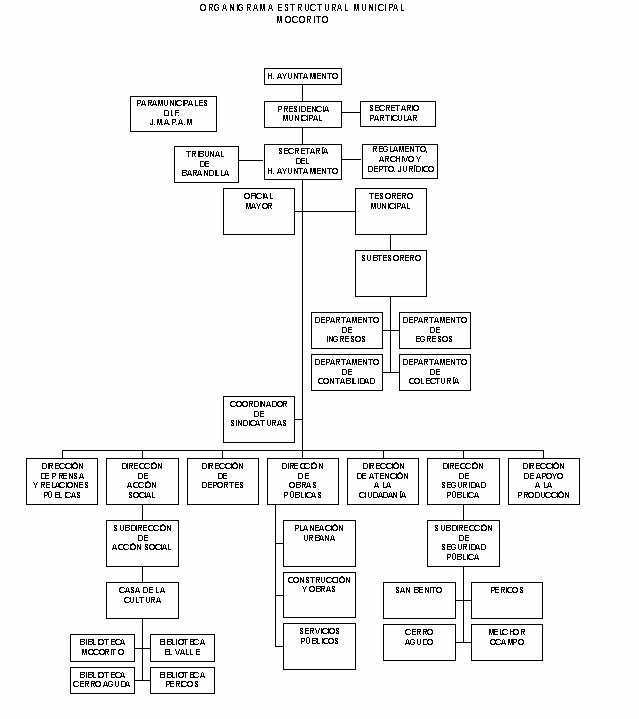 ORGANIGRAMA ESTRUCTURAL MUNICIPAL
MOCORITO
H. AYUNTAMIENTO
PARAMUNICIPALES
D.I.F.
J.M.A.P.A.M
PRESIDENCIA
MUNICIPAL
SECRETARIO
PARTICULAR
TRIBUNAL
DE
BARANDILLA
SECRETARÍA
DEL
H. AYUNTAMIENTO
REGLAMENTO,
ARCHIVO Y
DEPTO. JURÍDICO
OFICIAL
MAYOR
TESORERO
MUNICIPAL
SUBTESORERO
DEPARTAMENTO
DE
INGRESOS
DEPARTAMENTO
DE
EGRESOS
DEPARTAMENTO
DE
CONTABILIDAD
DEPARTAMENTO
DE
COLECTURÍA
COORDINADOR
DE
SINDICATURAS
DIRECCIÓN
DE PRENSA
Y RELACIONES
PÚBLICAS
DIRECCIÓN
DE
ACCIÓN
SOCIAL
DIRECCIÓN
DE
DEPORTES
DIRECCIÓN
DE
OBRAS
PÚBLICAS
DIRECCIÓN
DE ATENCIÓN
A LA
CIUDADANÍA
DIRECCIÓN
DE
SEGURIDAD
PÚBLICA
DIRECCIÓN
DE APOYO
A LA
PRODUCCIÓN
SUBDIRECCIÓN
DE
ACCIÓN SOCIAL
PLANEACIÓN
URBANA
SUBDIRECCIÓN
DE
SEGURIDAD
PÚBLICA
CASA DE LA
CULTURA
CONSTRUCCIÓN
Y OBRAS
SAN BENITO
PERICOS
BIBLIOTECA
MOCORITO
BIBLIOTECA
EL VALLE
SERVICIOS
PÚBLICOS
CERRO
AGUDO
MELCHOR
OCAMPO
BIBLIOTECA
CERRO AGUDA
BIBLIOTECA
PERICOS